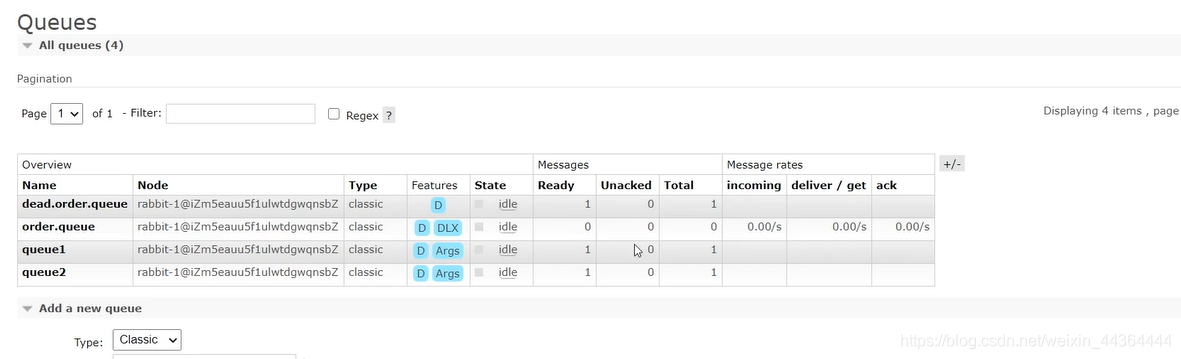 Queues
All queues (4)
Pagination
Page 1 of 1 - Filter: Regex ? Displaying 4 items , page
Overview Messages Message rates +/-
Name Node Type Features State Ready Unacked Total incoming deliver / get ack
dead.order.queue rabbit-1@iZm5eauu5f1ulwtdgwqnsbZ classic D idle 1 0 1
order.queue rabbit-1@iZm5eauu5f1ulwtdgwqnsbZ classic D DLX idle 0 0 0 0.00/s 0.00/s 0.00/s
queue1 rabbit-1@iZm5eauu5f1ulwtdgwqnsbZ classic D Args idle 1 0 1
queue2 rabbit-1@iZm5eauu5f1ulwtdgwqnsbZ classic D Args idle 1 0 1
Add a new queue
Type: Classic
https://blog.csdn.net/weixin_44364444